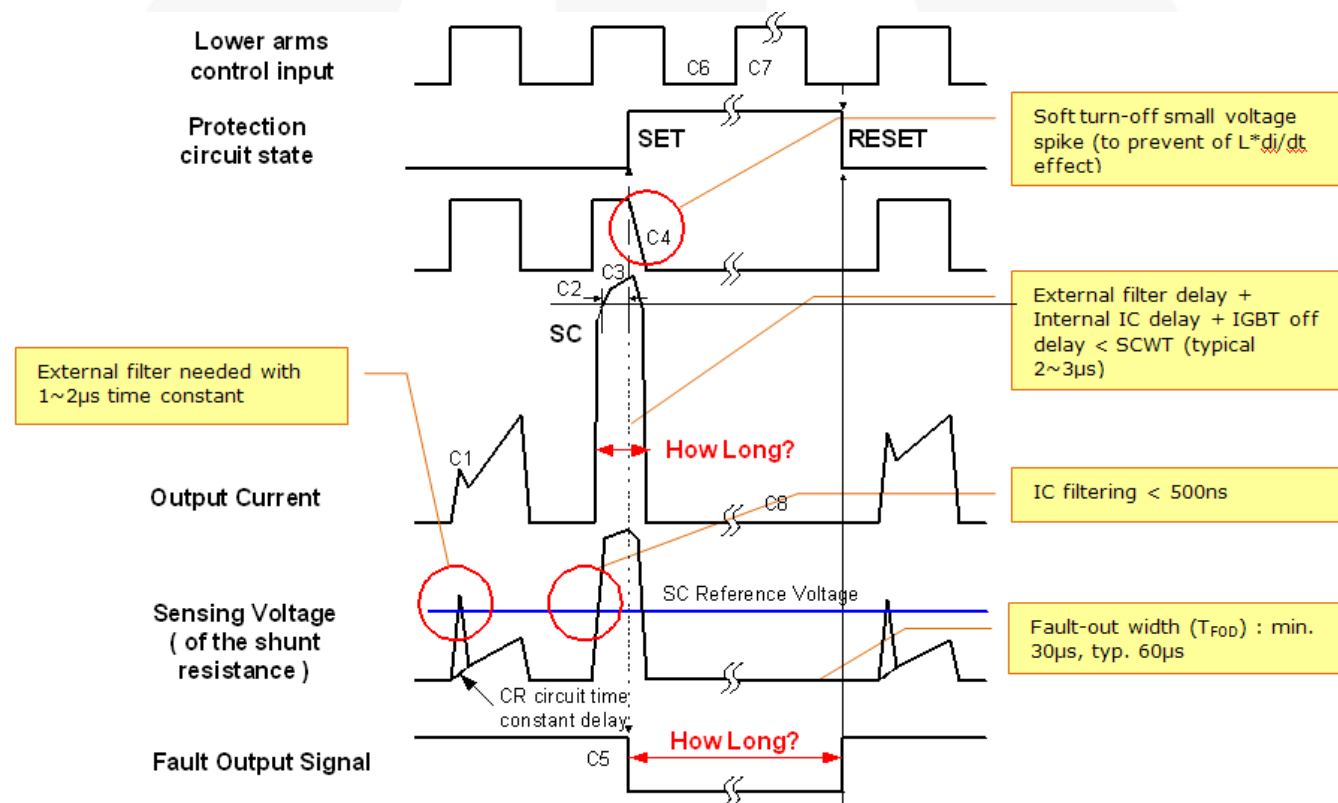 Lower arms
control input
C6
C7
Protection
circuit state
SET
RESET
Soft turn-off small voltage
spike (to prevent of L*di/dt
effect)
C4
C3
C2
SC
External filter delay +
Internal IC delay + IGBT off
delay < SCWT (typical
2~3µs)
External filter needed with
1~2µs time constant
How Long?
C1
Output Current
C8
IC filtering < 500ns
SC Reference Voltage
Sensing Voltage
( of the shunt
resistance )
Fault-out width (TFOD) : min.
30µs, typ. 60µs
CR circuit time
constant delay
How Long?
C5
Fault Output Signal